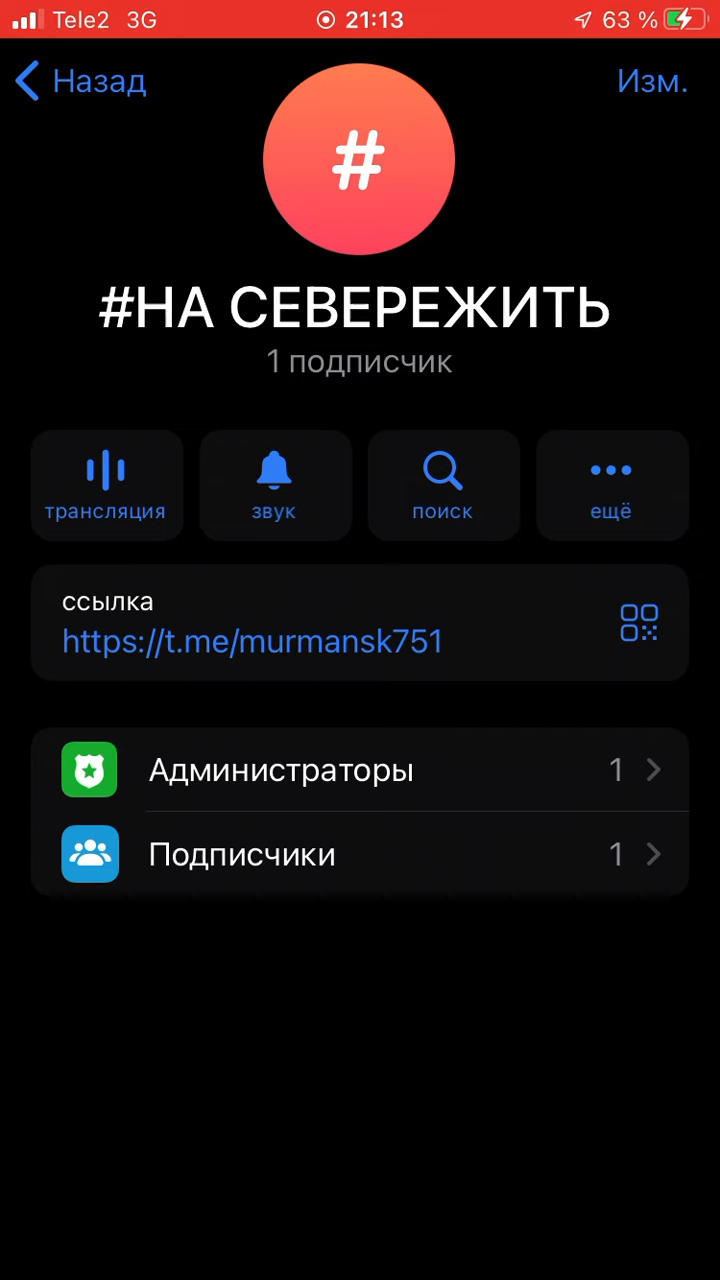 Tele2 3G 21:13 63 %
Назад Изм.
#
#НА СЕВЕРЕЖИТЬ
1 подписчик
трансляция звук поиск ещё
ссылка
https://t.me/murmansk751
Администраторы 1
Подписчики 1